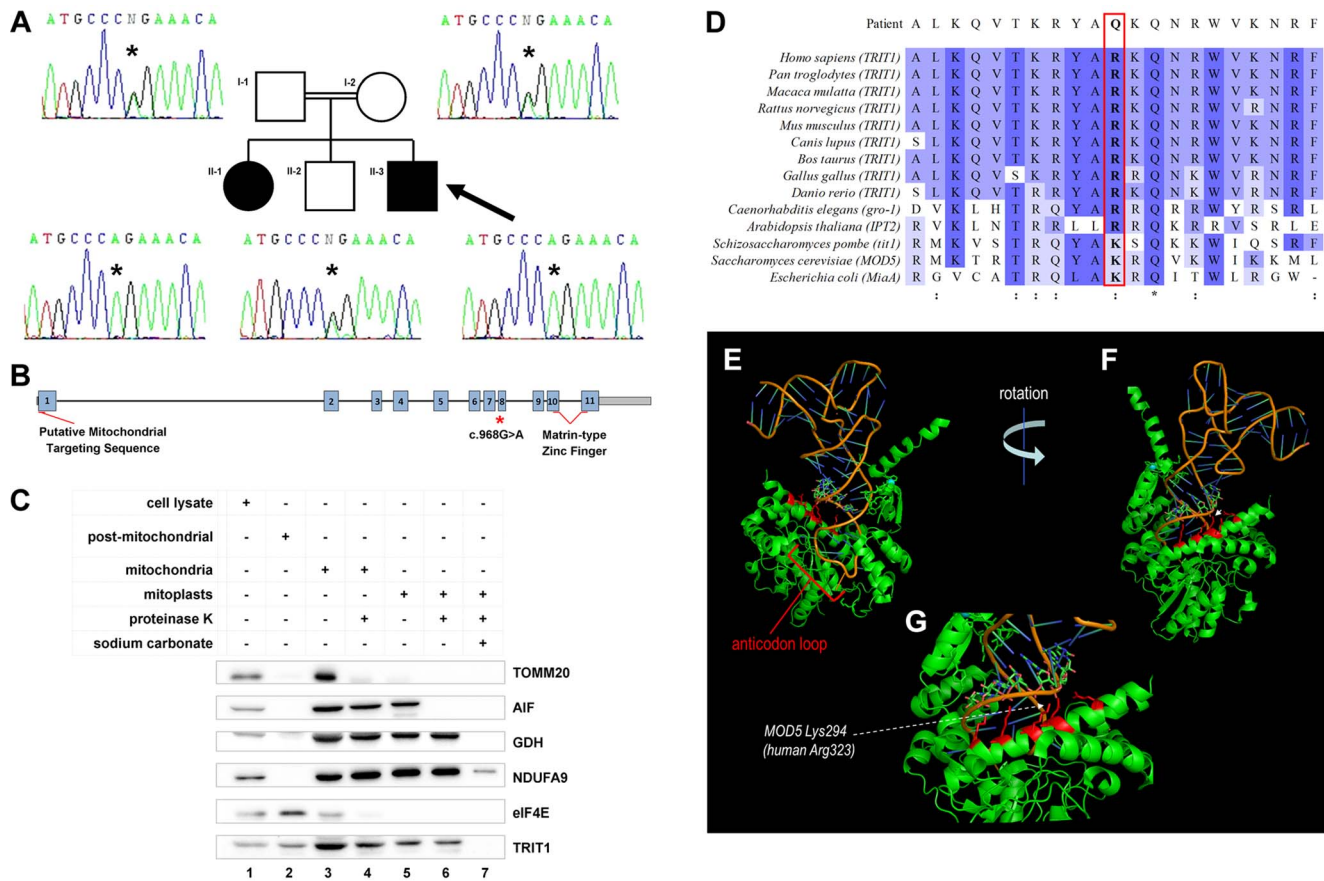 A
ATGCCCNGAAACA
ATGCCCNGAAACA
I-1
I-2
II-1
II-2
II-3
ATGCCCAGAAACA
ATGCCCNGAAACA
ATGCCCAGAAACA
* * * * *
B
1 2 3 4 5 6 7 8 9 10 11
*
Putative Mitochondrial
Targeting Sequence
c.968G>A
Matrin-type
Zinc Finger
C
cell lysate + - - - - - -
post-mitochondrial - + - - - - -
mitochondria - - + + - - -
mitoplasts - - - - + + +
proteinase K - - - + - + +
sodium carbonate - - - - - - +
TOMM20
AIF
GDH
NDUFA9
eIF4E
TRIT1
1 2 3 4 5 6 7
D
Patient A L K Q V T K R Y A Q K Q N R W V K N R F
Homo sapiens (TRIT1) A L K Q V T K R Y A R K Q N R W V K N R F
Pan troglodytes (TRIT1) A L K Q V T K R Y A R K Q N R W V K N R F
Macaca mulatta (TRIT1) A L K Q V T K R Y A R K Q N R W V K N R F
Rattus norvegicus (TRIT1) A L K Q V T K R Y A R K Q N R W V R N R F
Mus musculus (TRIT1) A L K Q V T K R Y A R K Q N R W V K N R F
Canis lupus (TRIT1) S L K Q V T K R Y A R K Q N R W V K N R F
Bos taurus (TRIT1) A L K Q V T K R Y A R K Q N R W V K N R F
Gallus gallus (TRIT1) A L K Q V S K R Y A R R Q N K W V R N R F
Danio rerio (TRIT1) S L K Q V T R R Y A R K Q N K W V R N R F
Caenorhabditis elegans (gro-1) D V K L H T R Q Y A R R Q R R W Y R S R L
Arabidopsis thaliana (IPT2) R V K L N T R R L L R R Q K R R V S R L E
Schizosaccharomyces pombe (tit1) R M K V S T R Q Y A K S Q K K W I Q S R F
Saccharomyces cerevisiae (MOD5) R M K T R T R Q Y A K R Q V K W I K K M L
Escherichia coli (MiaA) R G V C A T R Q L A K R Q I T W L R G W -
: : : : : * : :
E
F
rotation
anticodon loop
G
MOD5 Lys294
(human Arg323)